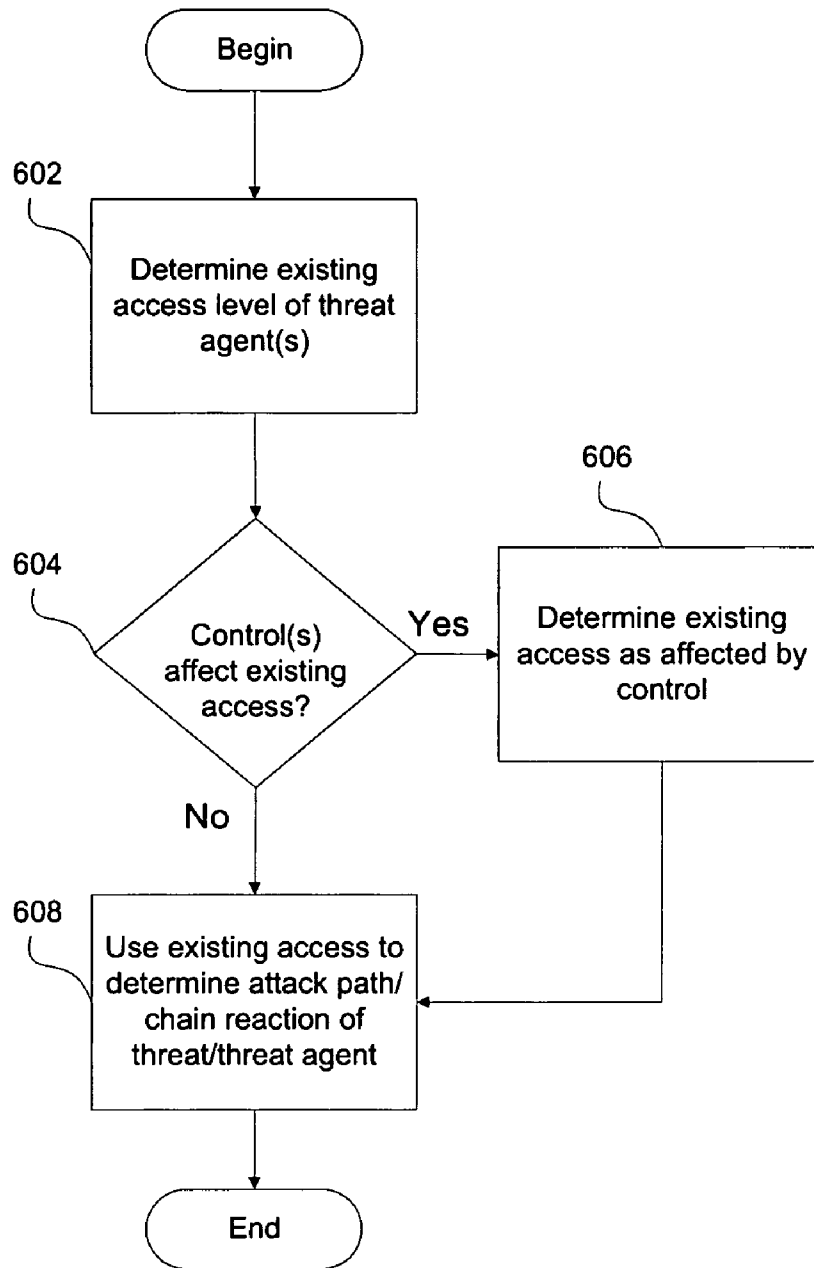 Begin
602
Determine existing
access level of threat
agent(s)
606
604
Control(s)
affect existing
access?
Yes
Determine existing
access as affected by
control
No
608
Use existing access to
determine attack path/
chain reaction of
threat/threat agent
End